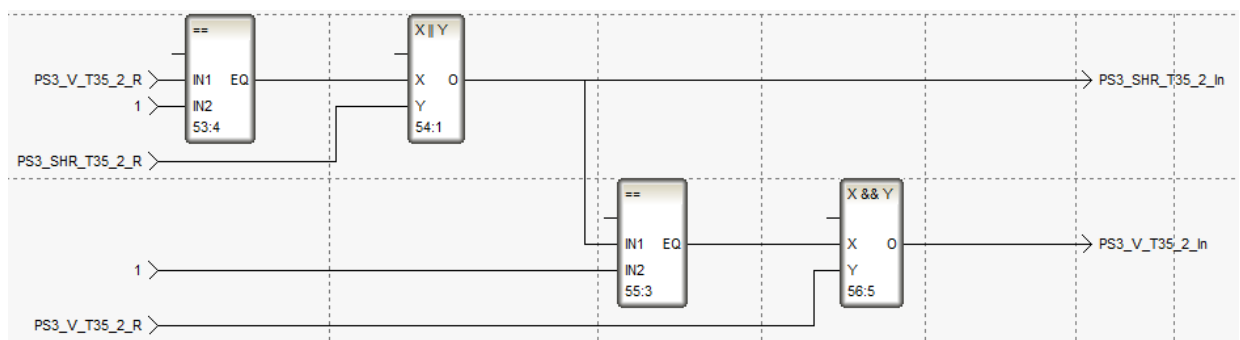 ==
X || Y
PS3_V_T35_2_R
IN1 EQ
X O
PS3_SHR_T35_2_In
1
IN2
Y
53:4
54:1
PS3_SHR_T35_2_R
==
X && Y
IN1 EQ
X O
PS3_V_T35_2_In
1
IN2
Y
55:3
56:5
PS3_V_T35_2_R